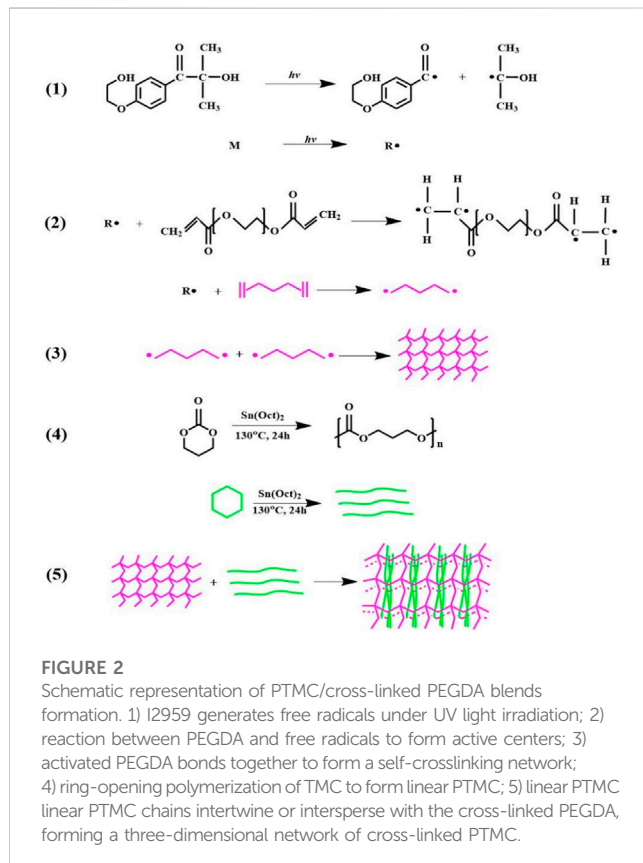 O
CH₃
OH
C
C
OH
CH₃
O
(1)
hv
O
OH
C•
O
+
CH₃
•C
OH
CH₃
M
hv
R•
(2)
R•
+
CH₂
O
O
O
O
CH₂
H
H
•C
C•
H
O
O
O
O
H
C
C•
H
R•
+
(3)
+
(4)
O
O
O
Sn(Oct)₂
130°C, 24h
O
O
O
n
Sn(Oct)₂
130°C, 24h
(5)
+
FIGURE 2
Schematic representation of PTMC/cross-linked PEGDA blends
formation. 1) I2959 generates free radicals under UV light irradiation; 2)
reaction between PEGDA and free radicals to form active centers; 3)
activated PEGDA bonds together to form a self-crosslinking network;
4) ring-opening polymerization of TMC to form linear PTMC; 5) linear PTMC
linear PTMC chains intertwine or intersperse with the cross-linked PEGDA,
forming a three-dimensional network of cross-linked PTMC.